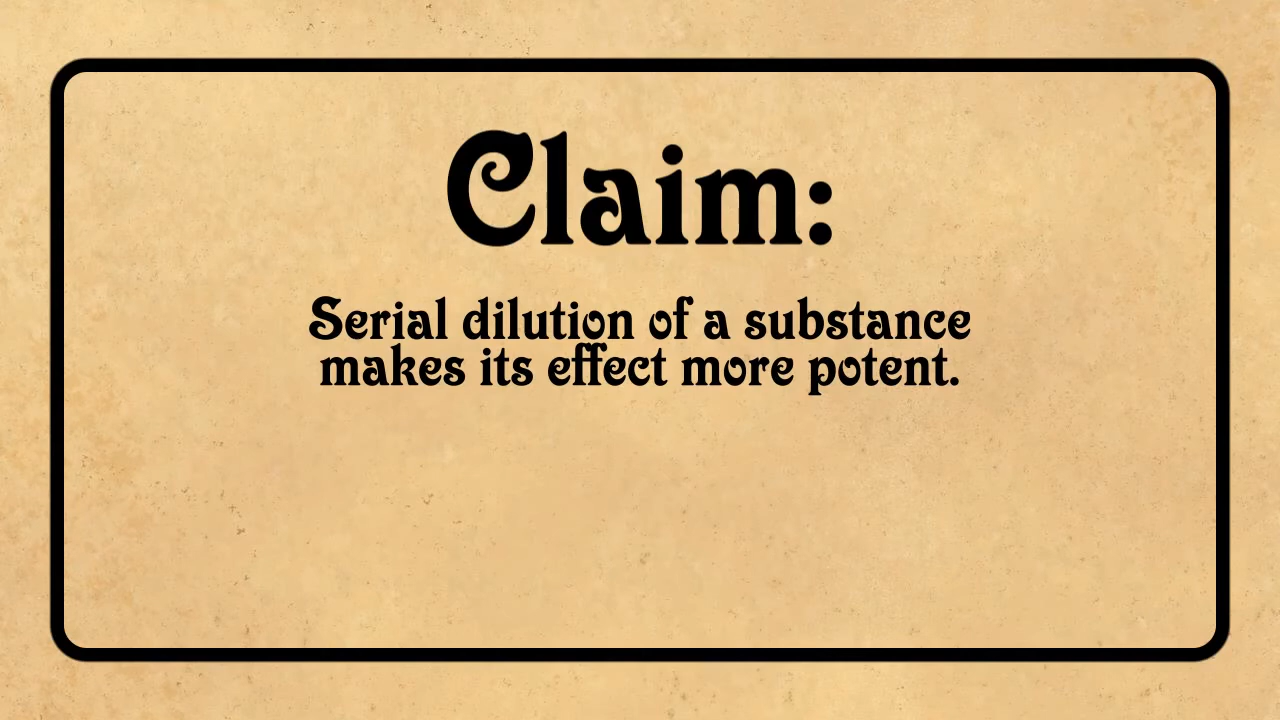 Claim:
Serial dilution of a substance
makes its effect more potent.